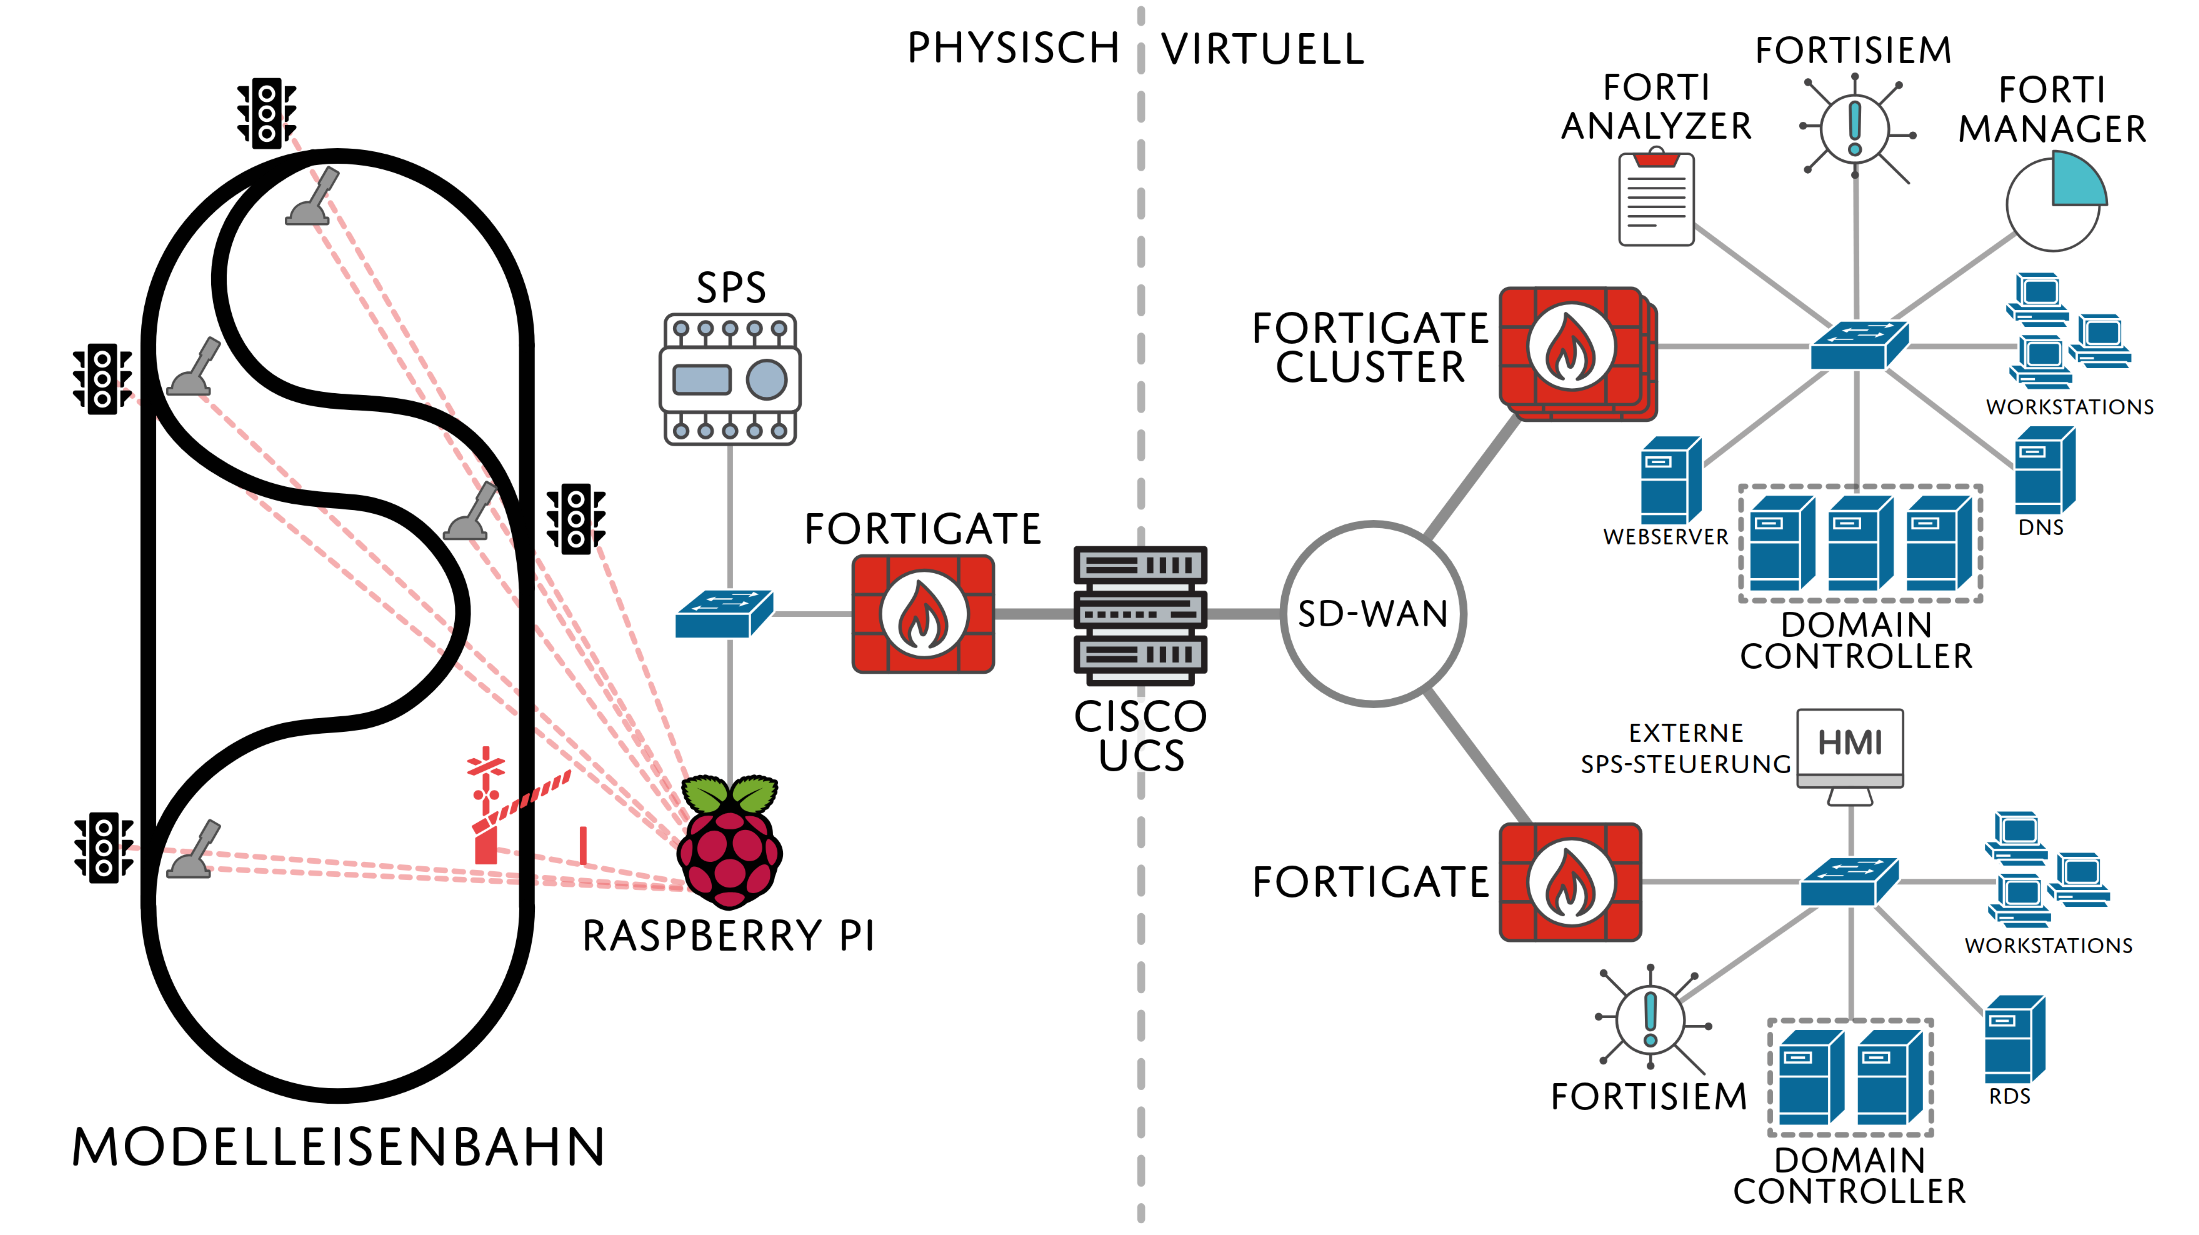 PHYSISCH
VIRTUELL
FORTISIEM
FORTI
ANALYZER
FORTI
MANAGER
SPS
FORTIGATE
CLUSTER
WORKSTATIONS
WEBSERVER
DNS
FORTIGATE
SD-WAN
DOMAIN
CONTROLLER
CISCO
UCS
EXTERNE
SPS-STEUERUNG
HMI
FORTIGATE
RASPBERRY PI
WORKSTATIONS
FORTISIEM
RDS
MODELLEISENBAHN
DOMAIN
CONTROLLER